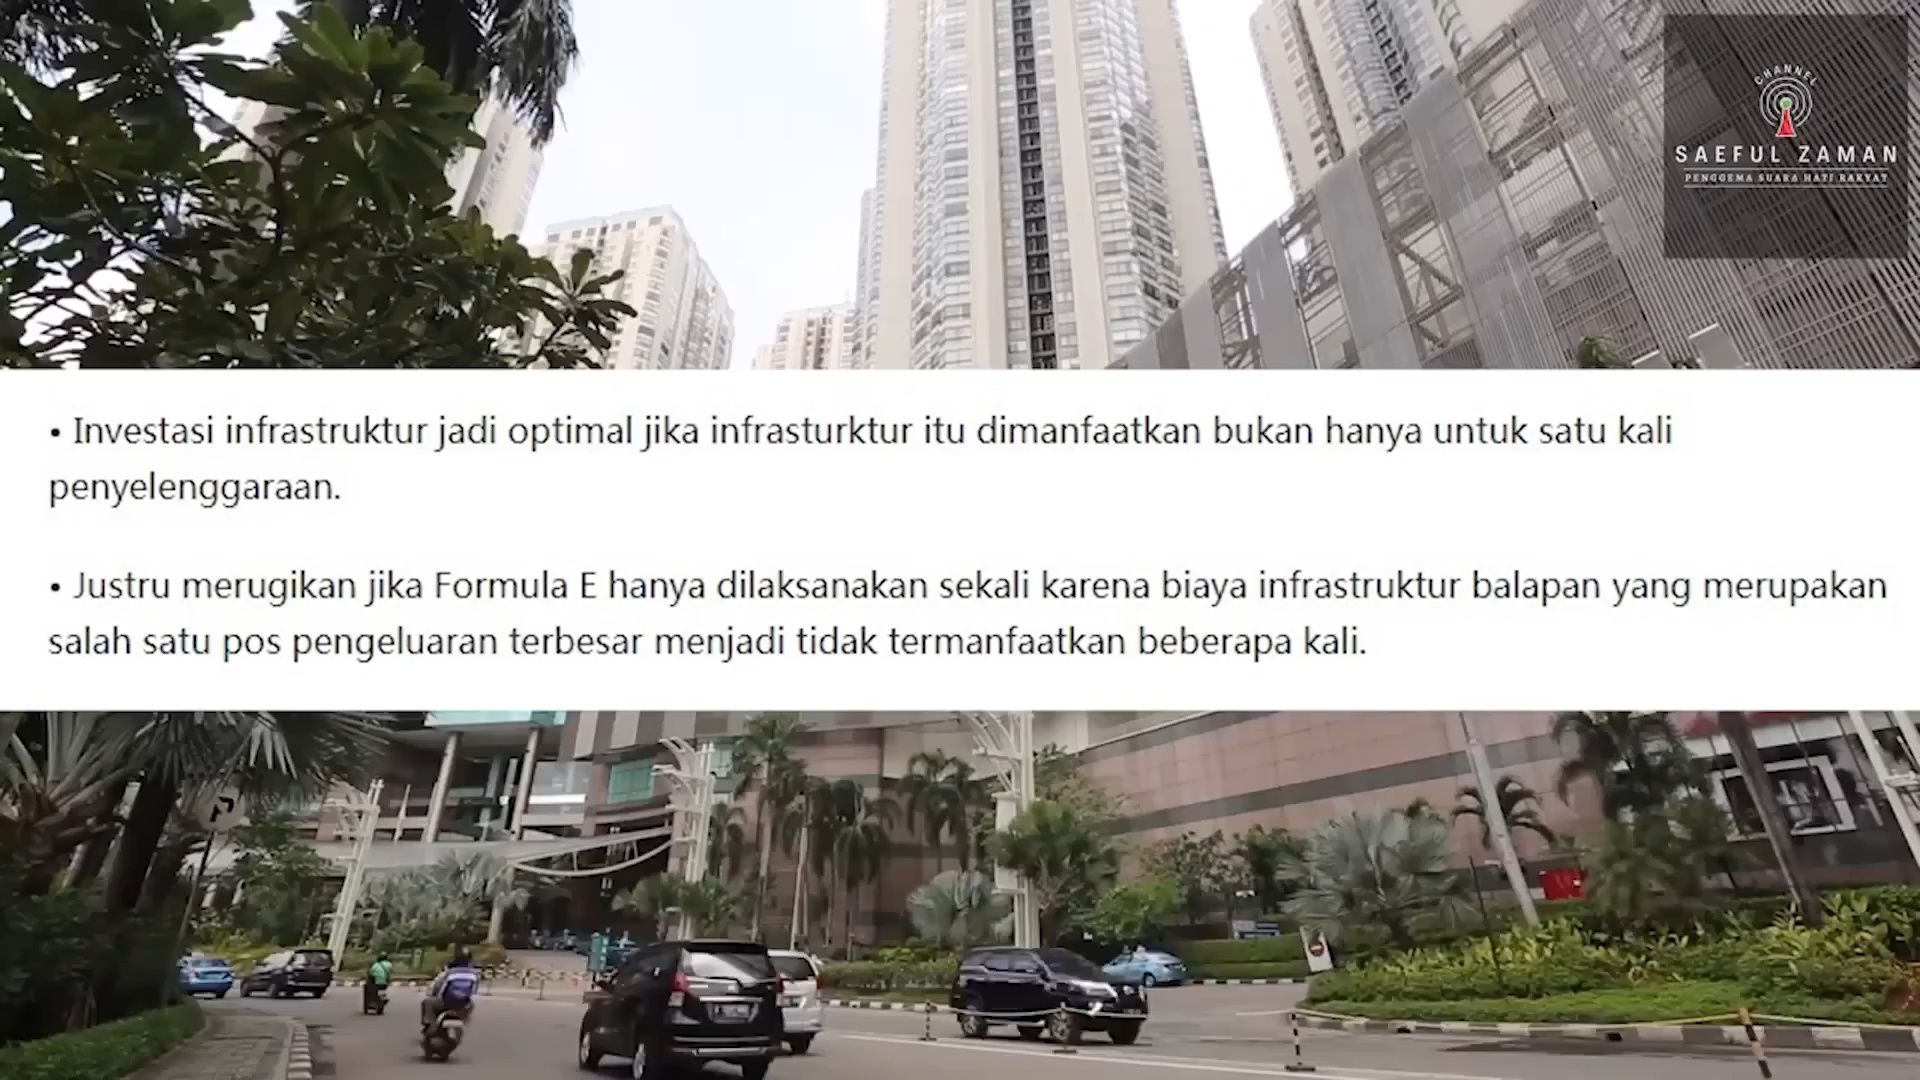 CHANNEL
SAEFUL ZAMAN
PENGGEMA SUARA HATI RAKYAT
• Investasi infrastruktur jadi optimal jika infrasturktur itu dimanfaatkan bukan hanya untuk satu kali
penyelenggaraan.
• Justru merugikan jika Formula E hanya dilaksanakan sekali karena biaya infrastruktur balapan yang merupakan
salah satu pos pengeluaran terbesar menjadi tidak termanfaatkan beberapa kali.